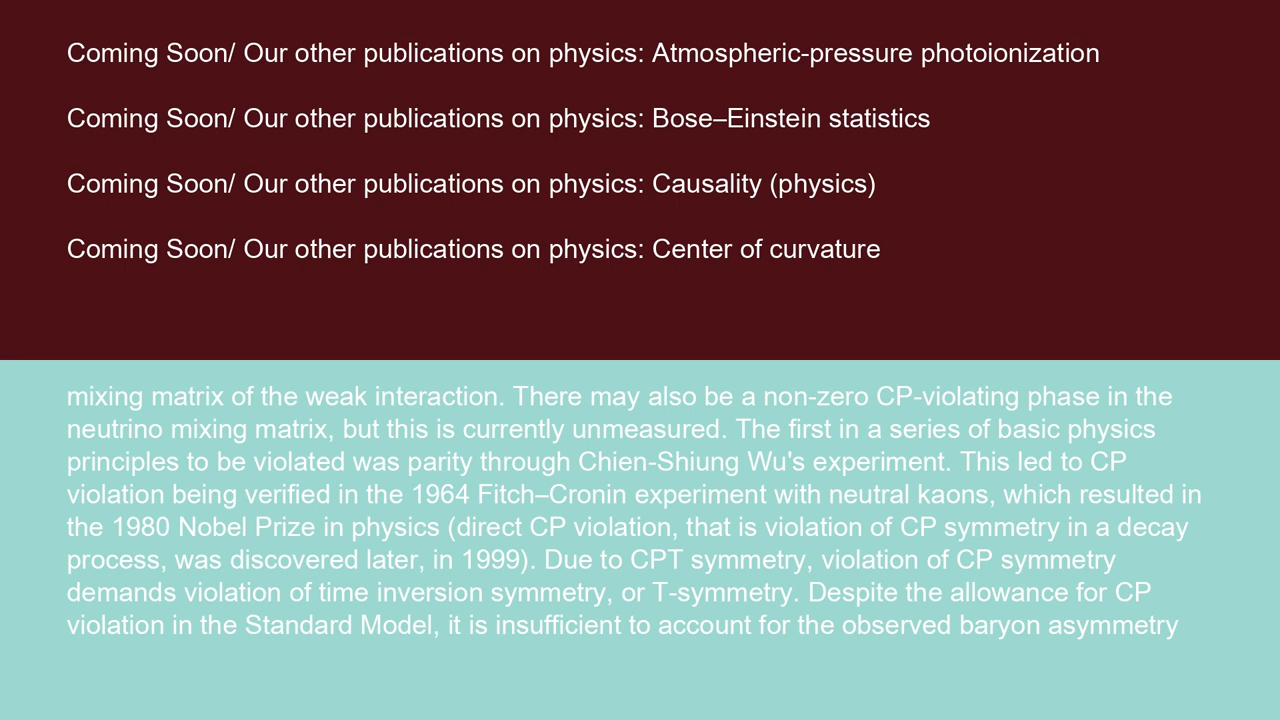 Coming Soon/ Our other publications on physics: Atmospheric-pressure photoionization
Coming Soon/ Our other publications on physics: Bose–Einstein statistics
Coming Soon/ Our other publications on physics: Causality (physics)
Coming Soon/ Our other publications on physics: Center of curvature
mixing matrix of the weak interaction. There may also be a non-zero CP-violating phase in the
neutrino mixing matrix, but this is currently unmeasured. The first in a series of basic physics
principles to be violated was parity through Chien-Shiung Wu's experiment. This led to CP
violation being verified in the 1964 Fitch–Cronin experiment with neutral kaons, which resulted in
the 1980 Nobel Prize in physics (direct CP violation, that is violation of CP symmetry in a decay
process, was discovered later, in 1999). Due to CPT symmetry, violation of CP symmetry
demands violation of time inversion symmetry, or T-symmetry. Despite the allowance for CP
violation in the Standard Model, it is insufficient to account for the observed baryon asymmetry